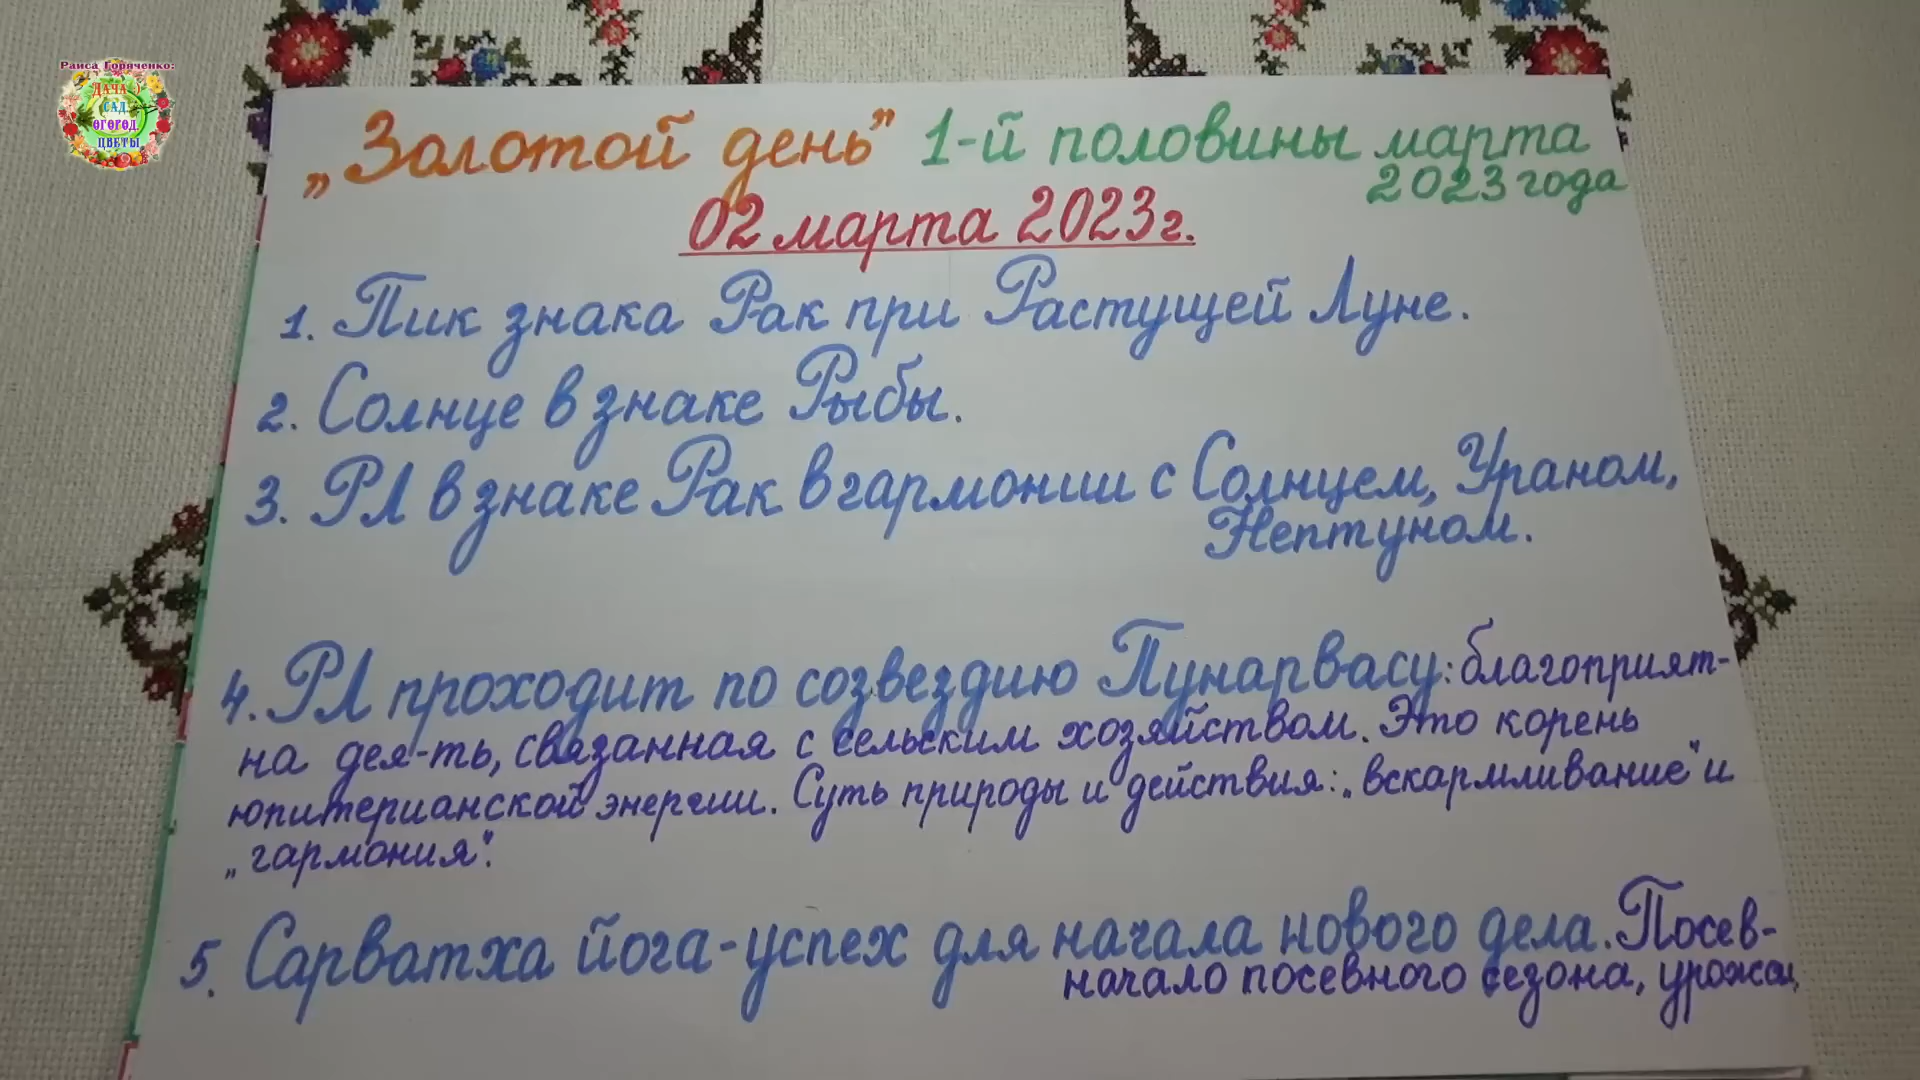 Раиса Горяченко:
ДАЧА :)
САД.
ОГОРОД.
ЦВЕТЫ
„Золотой день” 1-й половины марта
2023 года
02 марта 2023г.
1. Пик знака Рак при Растущей Луне.
2. Солнце в знаке Рыбы.
3. РЛ в знаке Рак в гармонии с Солнцем, Ураном,
Нептуном.
4. РЛ проходит по созвездию Пунарвасу: благоприят-
на дея-ть, связанная с сельским хозяйством. Это корень
юпитерианской энергии. Суть природы и действия: „вскармливание” и
„гармония”.
5. Сарватха йога-успех для начала нового дела. Посев-
начало посевного сезона, урожа